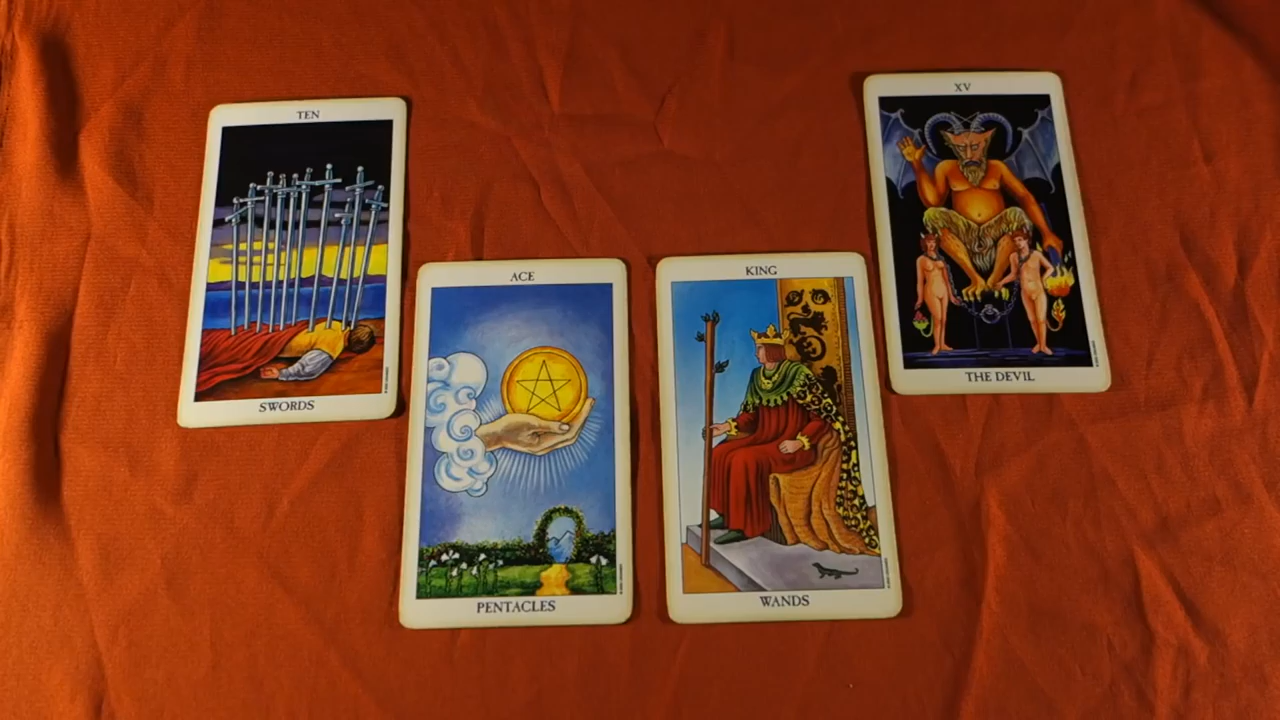 TEN
SWORDS
ACE
PENTACLES
KING
WANDS
XV
THE DEVIL